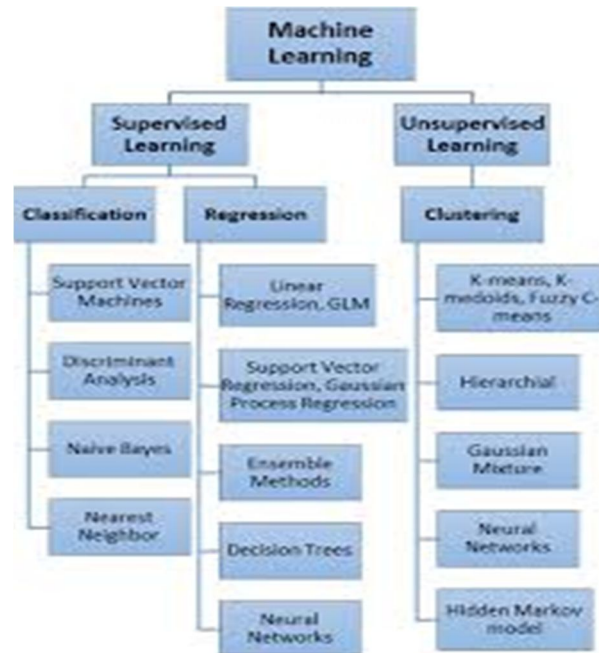 Machine
Learning
Supervised
Learning
Unsupervised
Learning
Classification
Regression
Clustering
Support Vector
Machines
Discriminant
Analysis
Naive Bayes
Nearest
Neighbor
Linear
Regression, GLM
Support Vector
Regression, Gaussian
Process Regression
Ensemble
Methods
Decision Trees
Neural
Networks
K-means, K-
medoids, Fuzzy C-
means
Hierarchial
Gaussian
Mixture
Neural
Networks
Hidden Markov
model